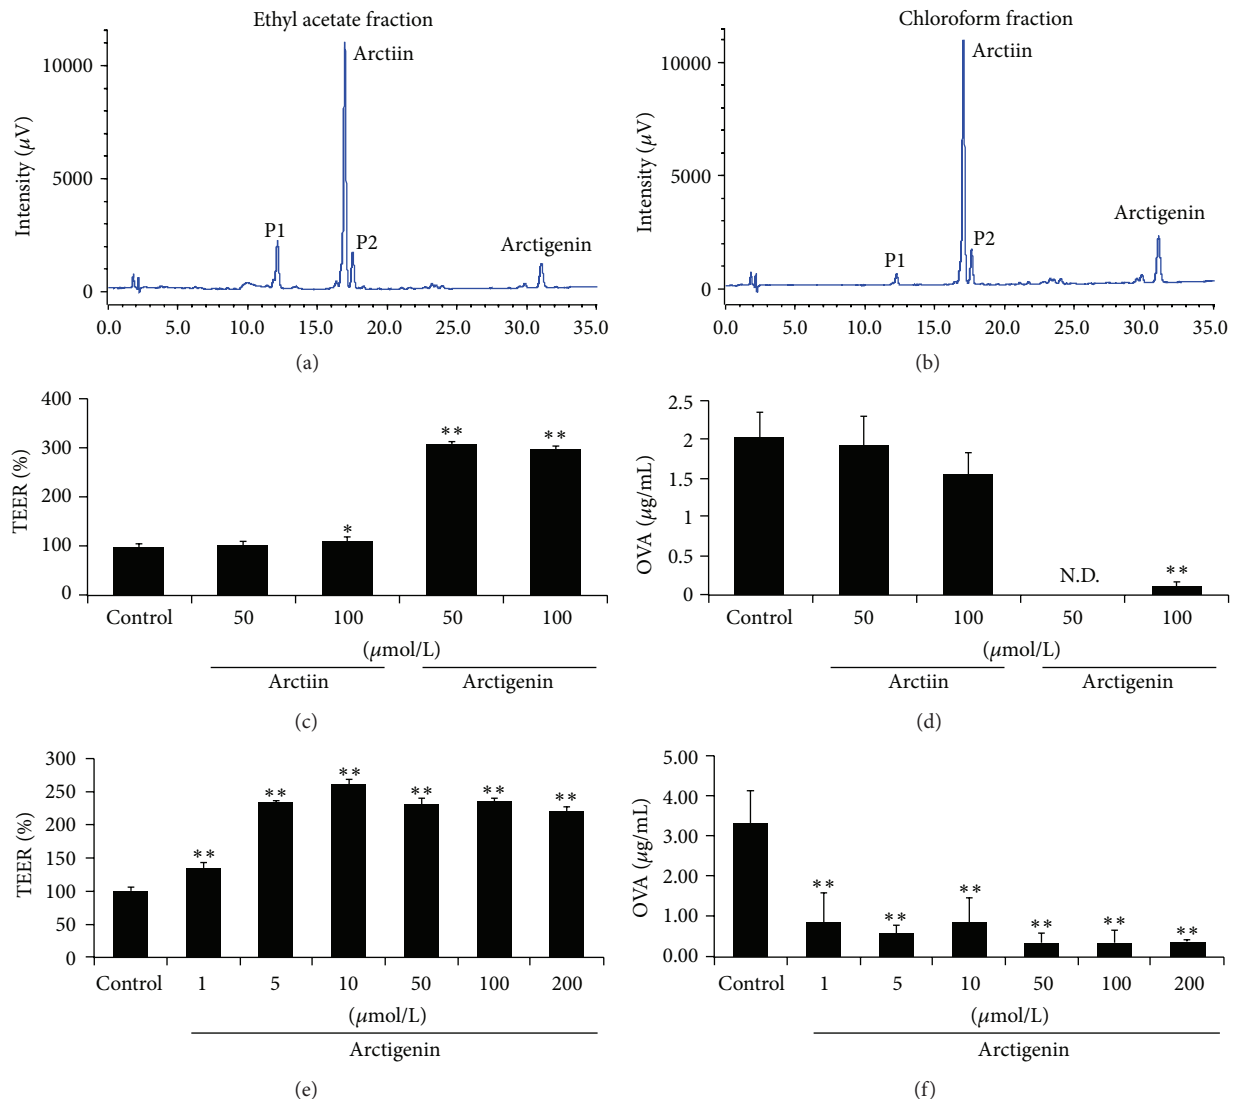 Ethyl acetate fraction
Intensity (μV)
10000
5000
0
Arctiin
P1
P2
Arctigenin
0.0 5.0 10.0 15.0 20.0 25.0 30.0 35.0
(a)
Chloroform fraction
Intensity (μV)
10000
5000
0
Arctiin
P1
P2
Arctigenin
0.0 5.0 10.0 15.0 20.0 25.0 30.0 35.0
(b)
TEER (%)
400
300
200
100
0
*
**
**
Control 50 100 50 100
(μmol/L)
Arctiin Arctigenin
(c)
OVA (μg/mL)
2.5
2
1.5
1
0.5
0
N.D.
**
Control 50 100 50 100
(μmol/L)
Arctiin Arctigenin
(d)
TEER (%)
300
250
200
150
100
50
0
** ** ** ** ** **
Control 1 5 10 50 100 200
(μmol/L)
Arctigenin
(e)
OVA (μg/mL)
5.00
4.00
3.00
2.00
1.00
0.00
** ** ** ** ** **
Control 1 5 10 50 100 200
(μmol/L)
Arctigenin
(f)